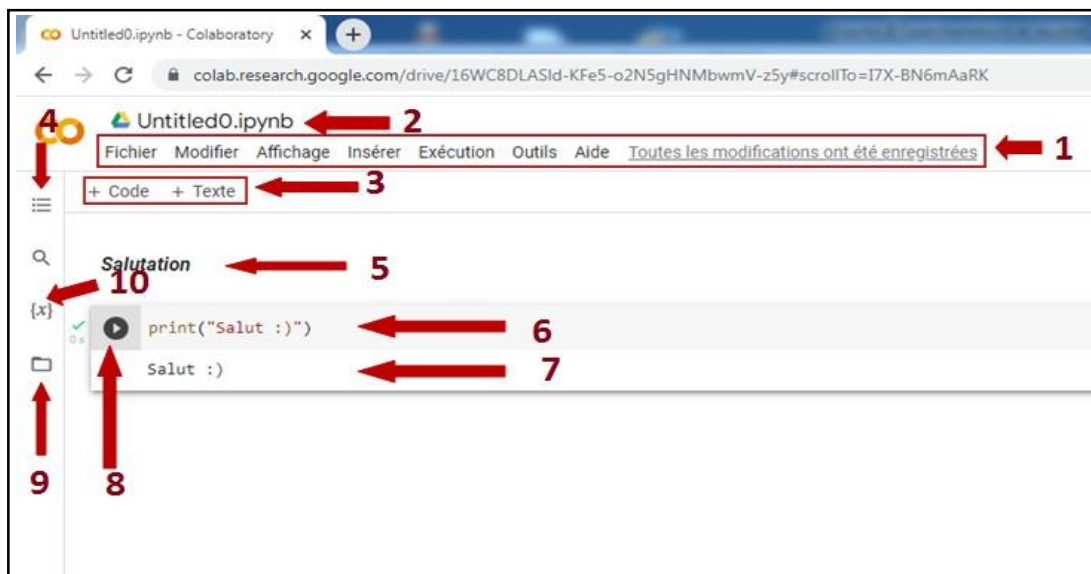 Untitled0.ipynb - Colaboratory × +
colab.research.google.com/drive/16WC8DLASId-KFe5-o2N5gHNMbwmV-z5y#scrollTo=I7X-BN6mAaRK
4 Untitled0.ipynb 2
Fichier Modifier Affichage Insérer Exécution Outils Aide Toutes les modifications ont été enregistrées 1
+ Code + Texte 3
Salutation 5
10
{x}
print("Salut :)") 6
0 s
Salut :) 7
9 8